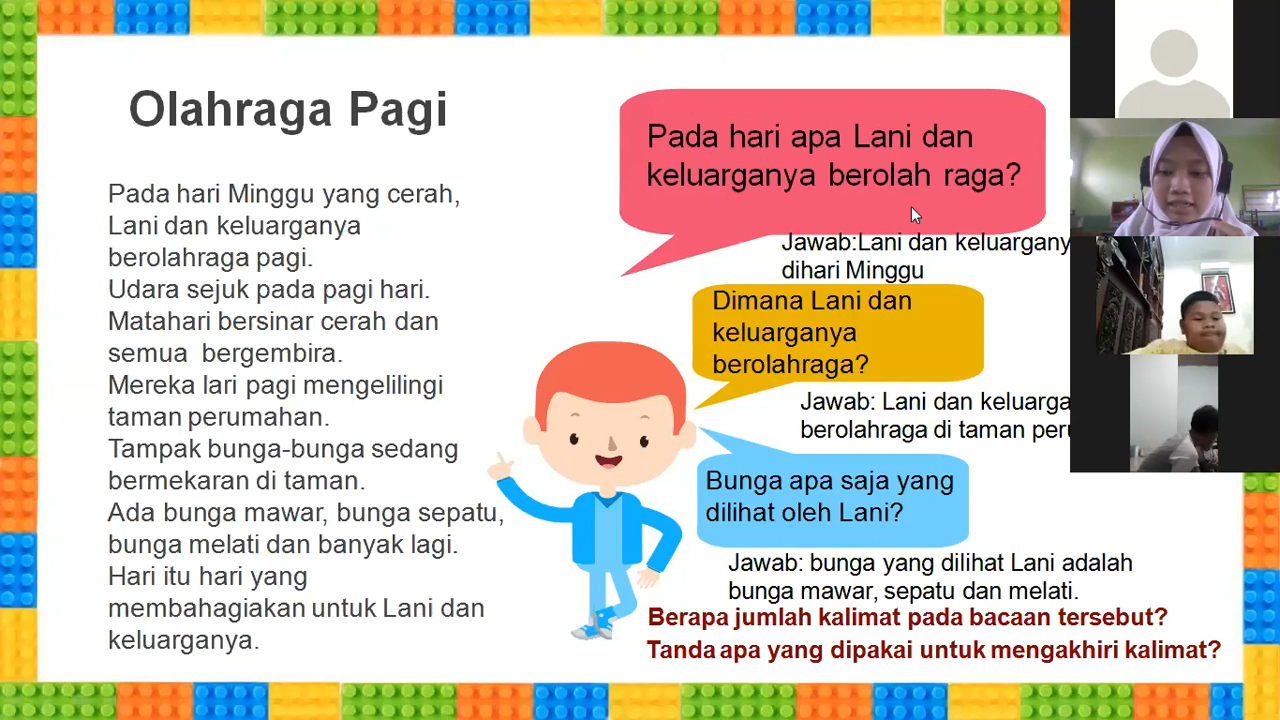 Olahraga Pagi
Pada hari Minggu yang cerah,
Lani dan keluarganya
berolahraga pagi.
Udara sejuk pada pagi hari.
Matahari bersinar cerah dan
semua bergembira.
Mereka lari pagi mengelilingi
taman perumahan.
Tampak bunga-bunga sedang
bermekaran di taman.
Ada bunga mawar, bunga sepatu,
bunga melati dan banyak lagi.
Hari itu hari yang
membahagiakan untuk Lani dan
keluarganya.
Pada hari apa Lani dan
keluarganya berolah raga?
Jawab:Lani dan keluargany
dihari Minggu
Dimana Lani dan
keluarganya
berolahraga?
Jawab: Lani dan keluarga
berolahraga di taman peru
Bunga apa saja yang
dilihat oleh Lani?
Jawab: bunga yang dilihat Lani adalah
bunga mawar, sepatu dan melati.
Berapa jumlah kalimat pada bacaan tersebut?
Tanda apa yang dipakai untuk mengakhiri kalimat?